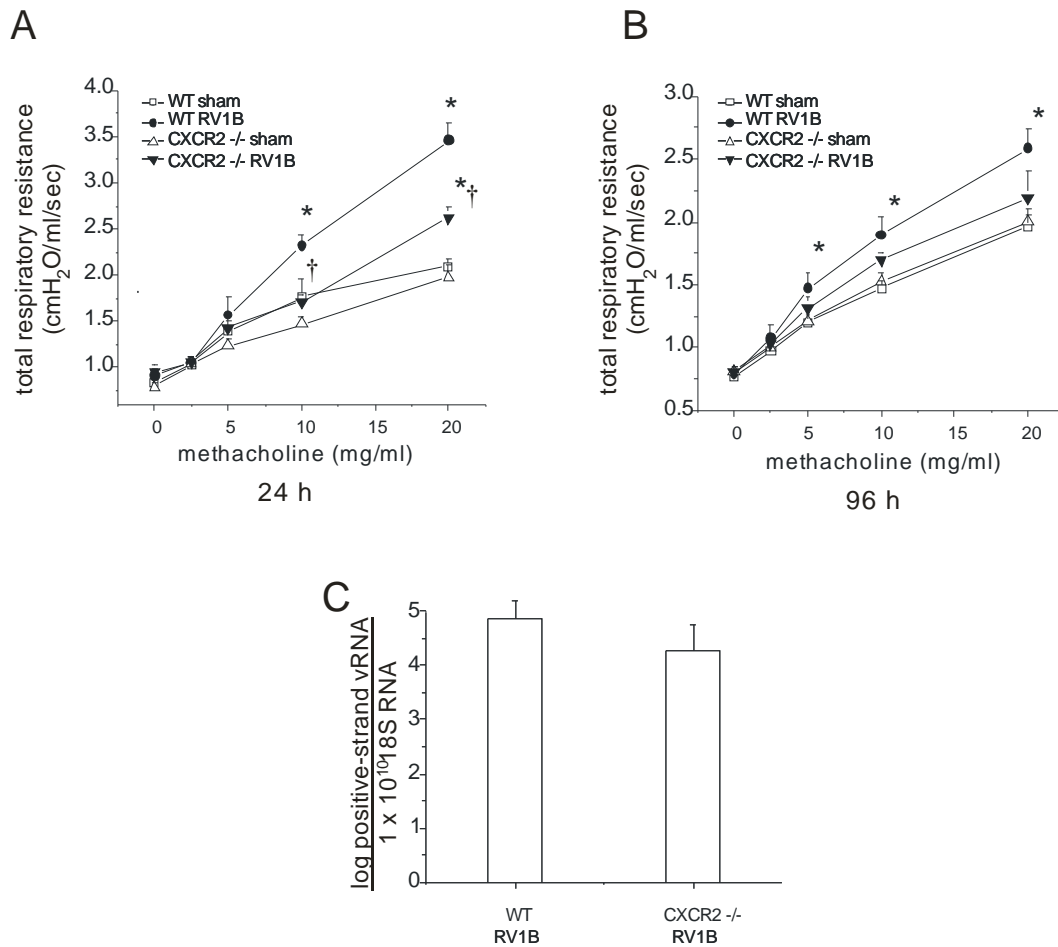 A
4.0
3.5
3.0
2.5
2.0
1.5
1.0
total respiratory resistance
(cmH2O/ml/sec)
WT sham
WT RV1B
CXCR2 -/- sham
CXCR2 -/- RV1B
*
*
*†
†
0 5 10 15 20
methacholine (mg/ml)
24 h
B
3.0
2.5
2.0
1.5
1.0
0.5
total respiratory resistance
(cmH2O/ml/sec)
WT sham
WT RV1B
CXCR2 -/- sham
CXCR2 -/- RV1B
*
*
*
0 5 10 15 20
methacholine (mg/ml)
96 h
C
5
4
3
2
1
0
log positive-strand vRNA
1 x 10¹⁰18S RNA
WT
RV1B
CXCR2 -/-
RV1B